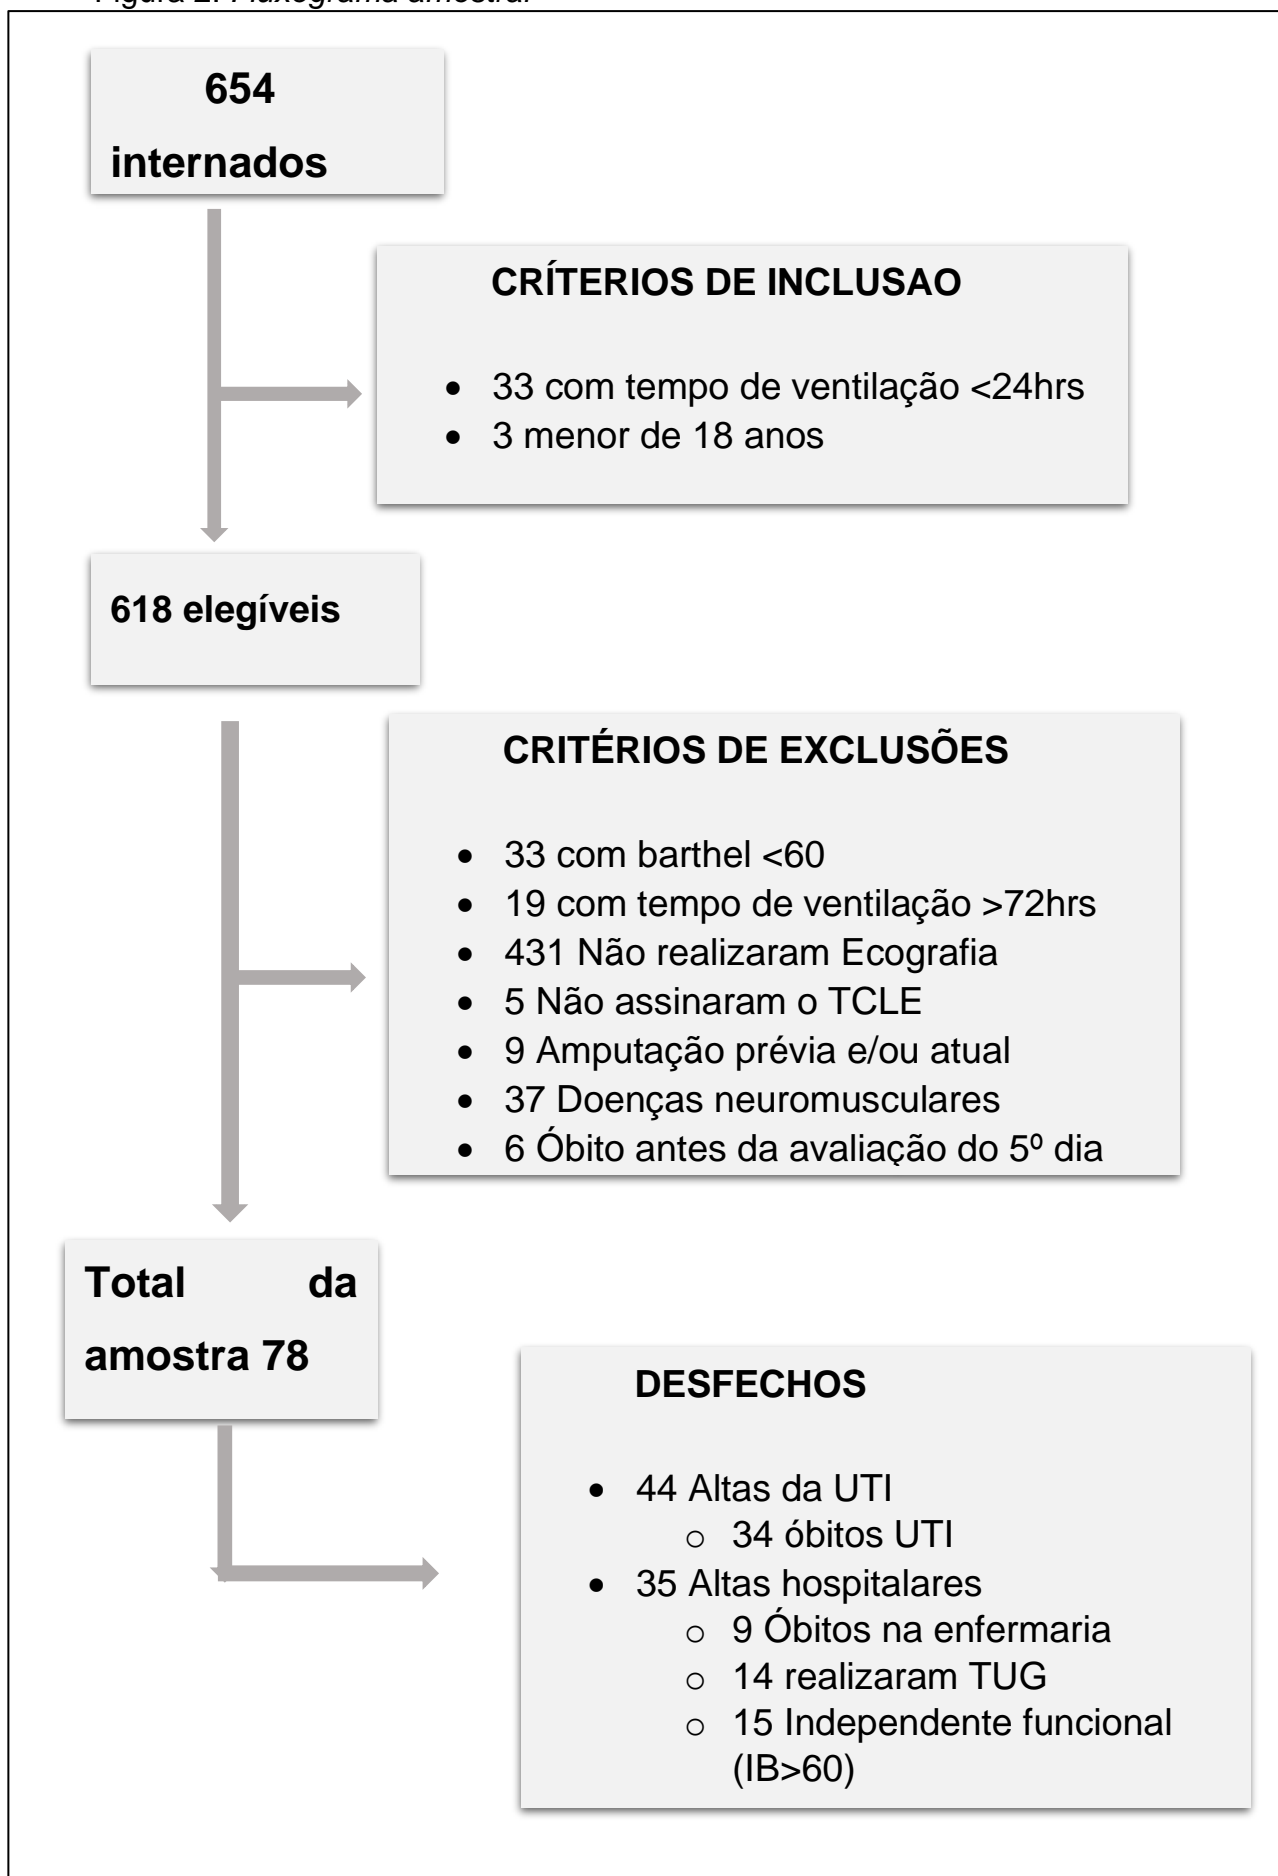 Figura 2. Fluxograma amostral
654
internados
CRÍTERIOS DE INCLUSAO
• 33 com tempo de ventilação <24hrs
• 3 menor de 18 anos
618 elegíveis
CRITÉRIOS DE EXCLUSÕES
• 33 com barthel <60
• 19 com tempo de ventilação >72hrs
• 431 Não realizaram Ecografia
• 5 Não assinaram o TCLE
• 9 Amputação prévia e/ou atual
• 37 Doenças neuromusculares
• 6 Óbito antes da avaliação do 5º dia
Total da
amostra 78
DESFECHOS
• 44 Altas da UTI
o 34 óbitos UTI
• 35 Altas hospitalares
o 9 Óbitos na enfermaria
o 14 realizaram TUG
o 15 Independente funcional
(IB>60)